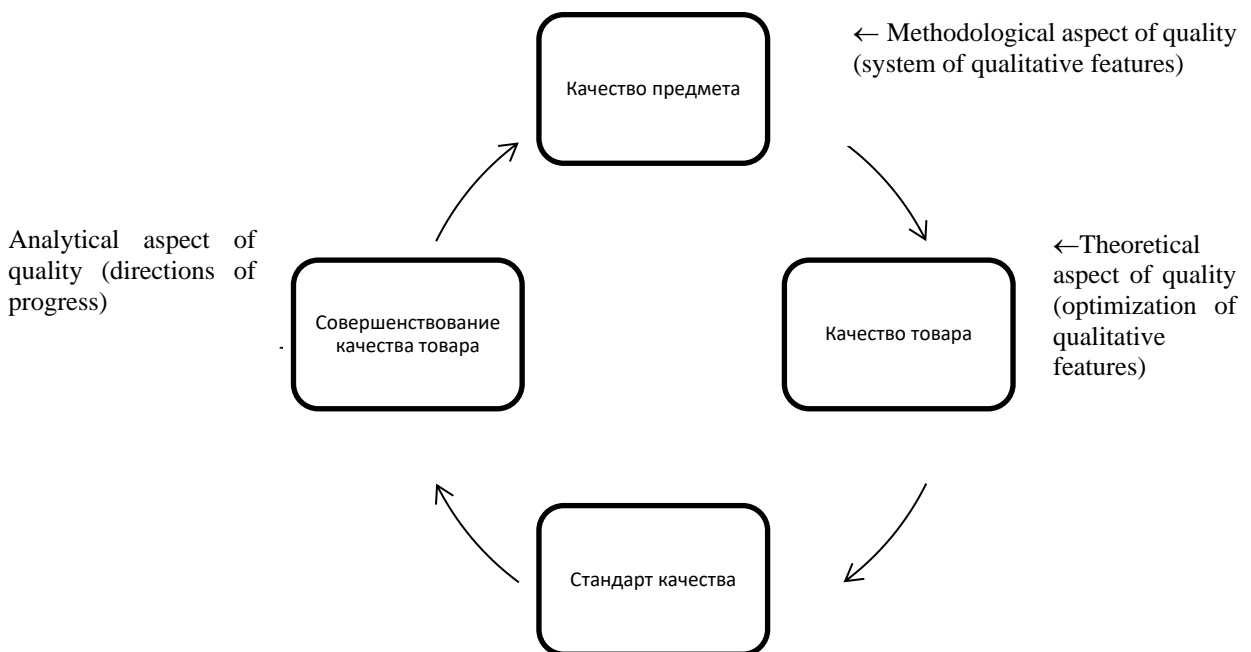 ← Methodological aspect of quality
(system of qualitative features)
Качество предмета
Analytical aspect of
quality (directions of
progress)
←Theoretical
aspect of quality
(optimization of
qualitative
features)
Совершенствование
качества товара
Качество товара
Стандарт качества